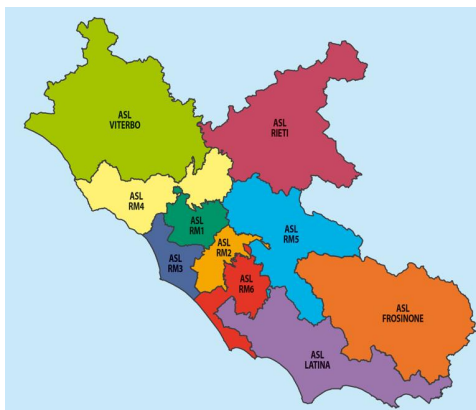 ASL
VITERBO
ASL
RIETI
ASL
RM4
ASL
RM1
ASL
RM2
ASL
RM5
ASL
RM3
ASL
RM6
ASL
FROSINONE
ASL
LATINA